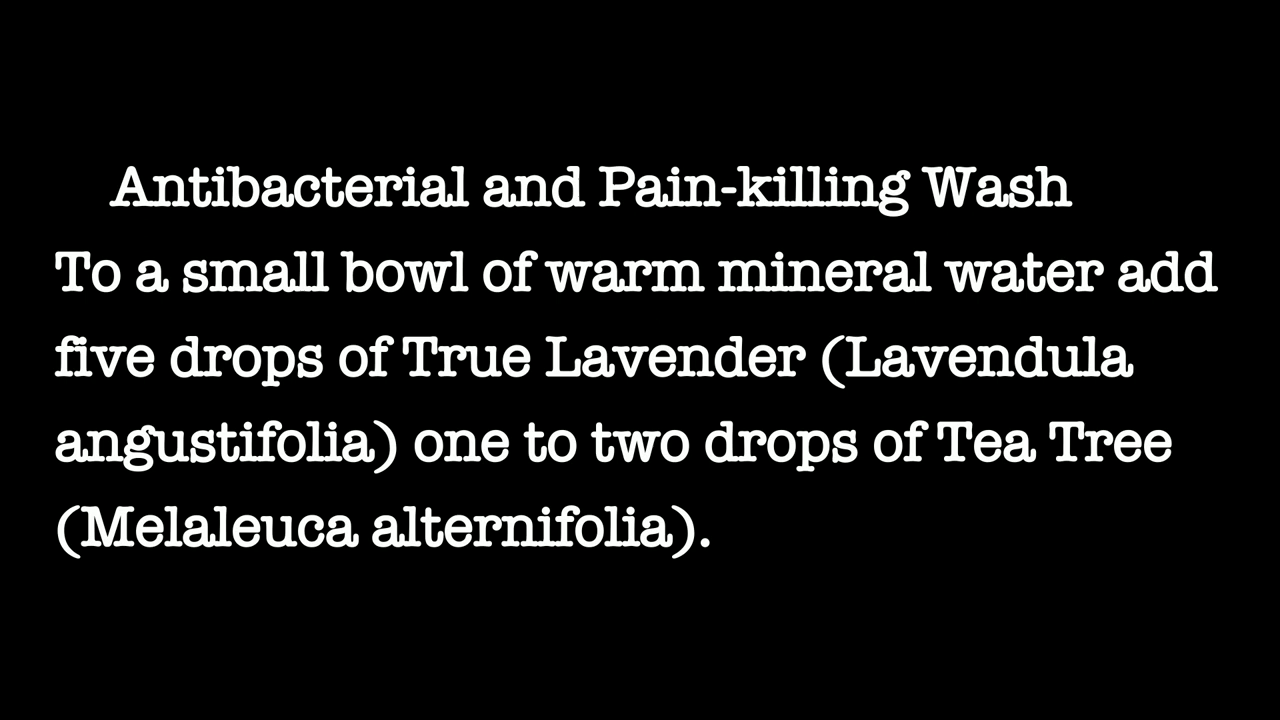 Antibacterial and Pain-killing Wash
To a small bowl of warm mineral water add
five drops of True Lavender (Lavendula
angustifolia) one to two drops of Tea Tree
(Melaleuca alternifolia).